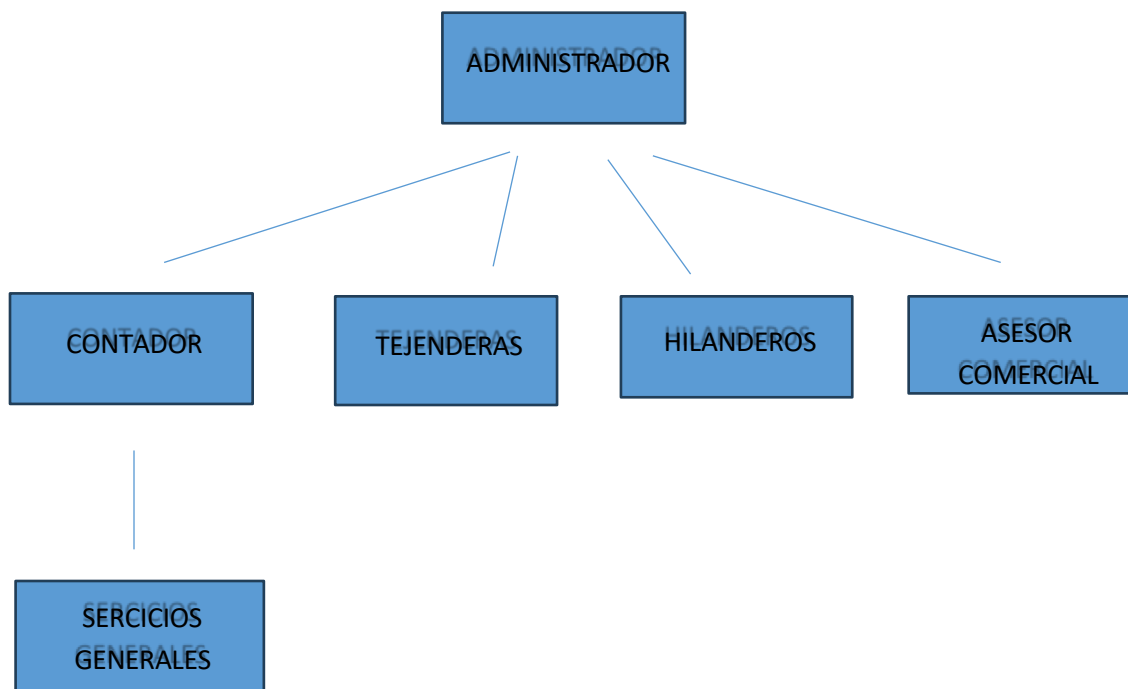 ADMINISTRADOR
CONTADOR
TEJENDERAS
HILANDEROS
ASESOR
COMERCIAL
SERCICIOS
GENERALES